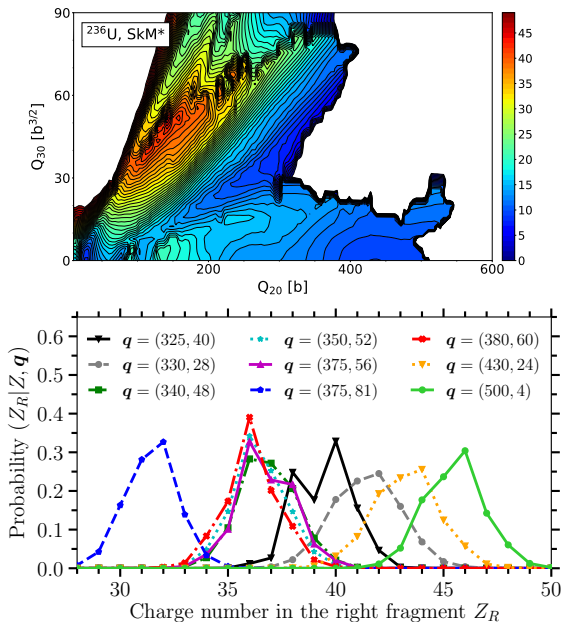 90
60
30
0
Q30 [b3/2]
236U, SkM*
200
400
600
Q20 [b]
45
40
35
30
25
20
15
10
5
0
0.6
0.5
0.4
0.3
0.2
0.1
0.0
Probability (Z_R|Z, q)
q = (325, 40) q = (350, 52) q = (380, 60)
q = (330, 28) q = (375, 56) q = (430, 24)
q = (340, 48) q = (375, 81) q = (500, 4)
30 35 40 45 50
Charge number in the right fragment Z_R